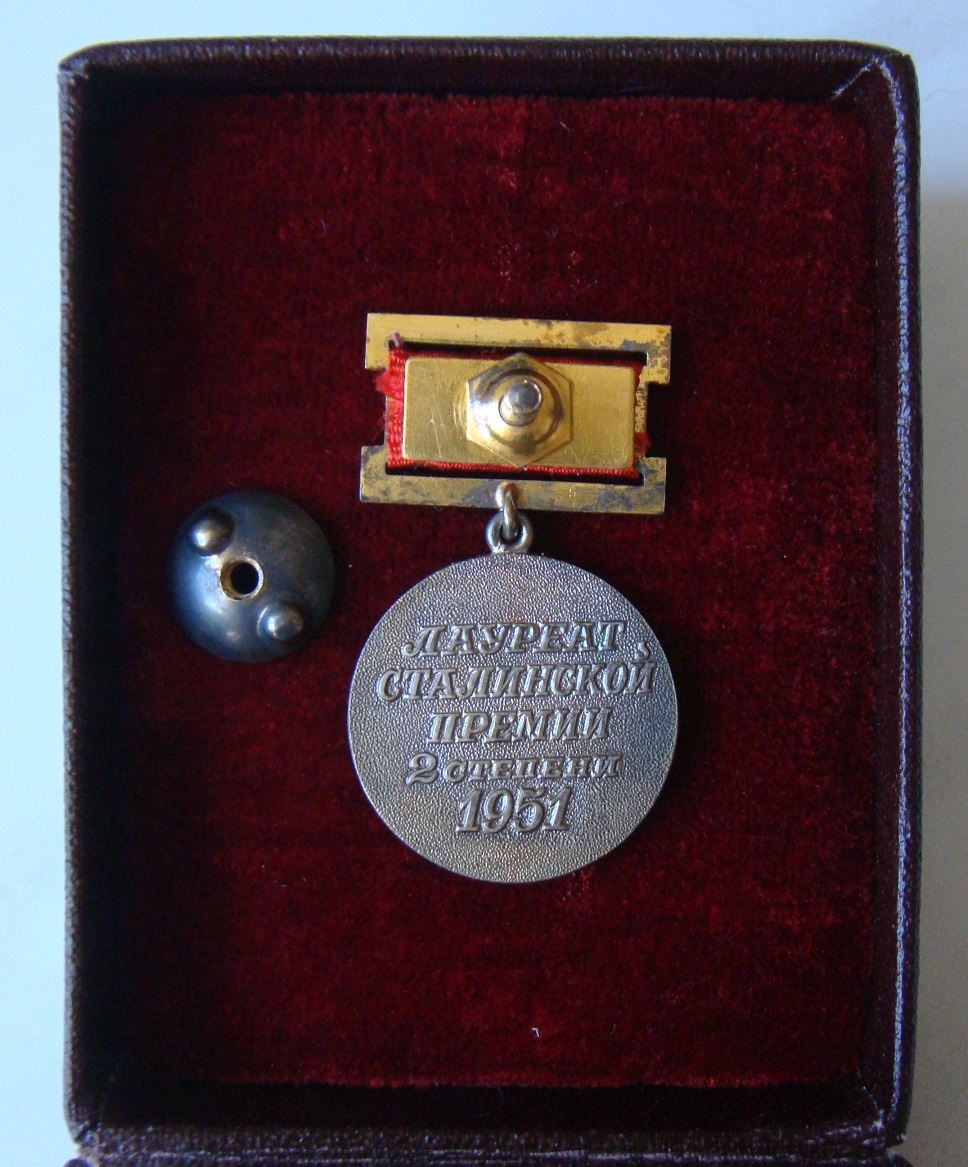 ЛАУРЕАТ
СТАЛИНСКОЙ
ПРЕМИИ
2 СТЕПЕНИ
1951